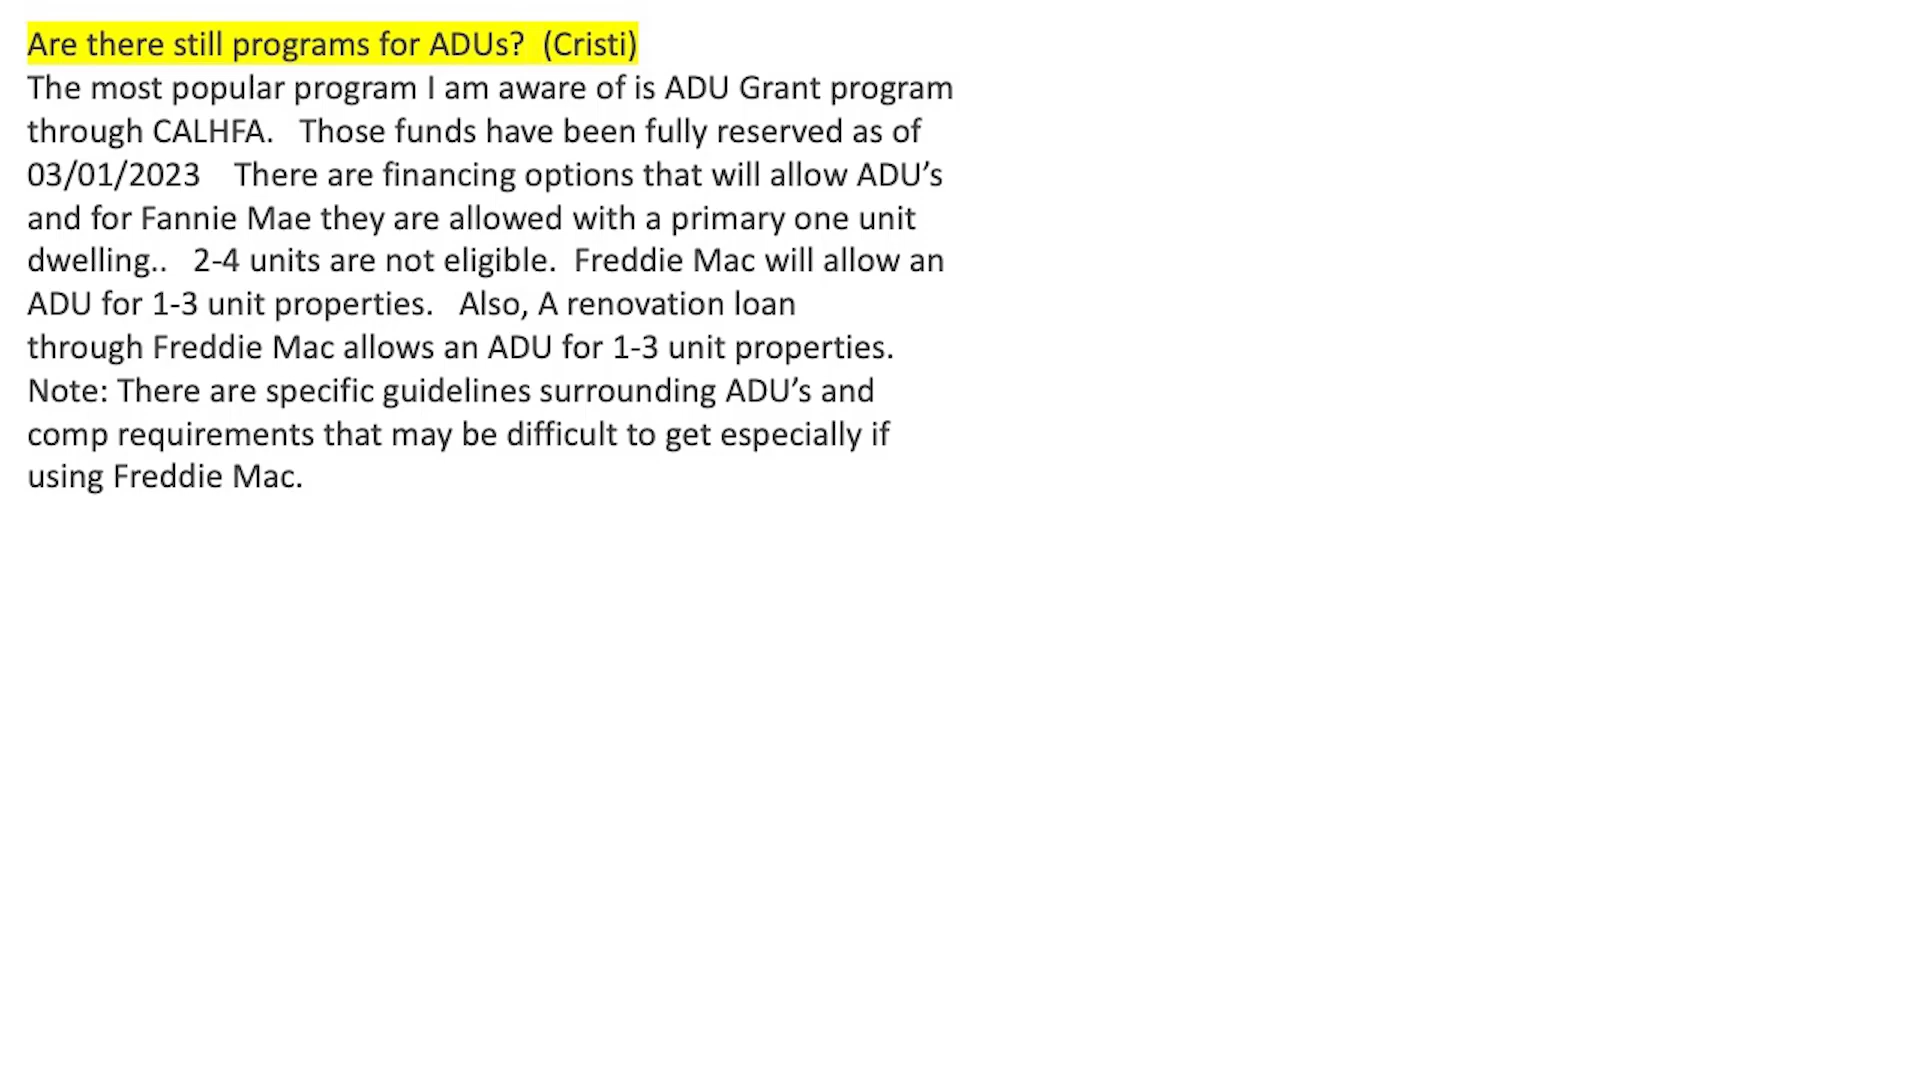 Are there still programs for ADUs?  (Cristi)
The most popular program I am aware of is ADU Grant program
through CALHFA.   Those funds have been fully reserved as of
03/01/2023    There are financing options that will allow ADU’s
and for Fannie Mae they are allowed with a primary one unit
dwelling..   2-4 units are not eligible.  Freddie Mac will allow an
ADU for 1-3 unit properties.   Also, A renovation loan
through Freddie Mac allows an ADU for 1-3 unit properties.
Note: There are specific guidelines surrounding ADU’s and
comp requirements that may be difficult to get especially if
using Freddie Mac.